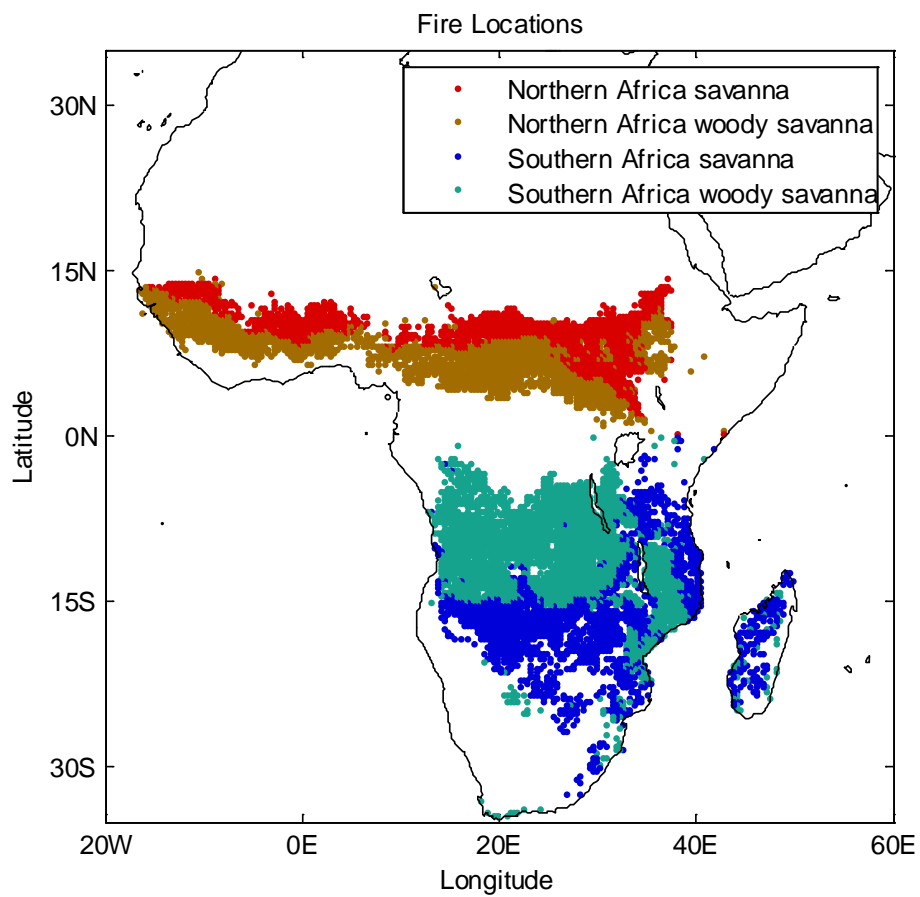 Fire Locations
Northern Africa savanna
Northern Africa woody savanna
Southern Africa savanna
Southern Africa woody savanna
30N
15N
0N
15S
30S
Latitude
20W 0E 20E 40E 60E
Longitude